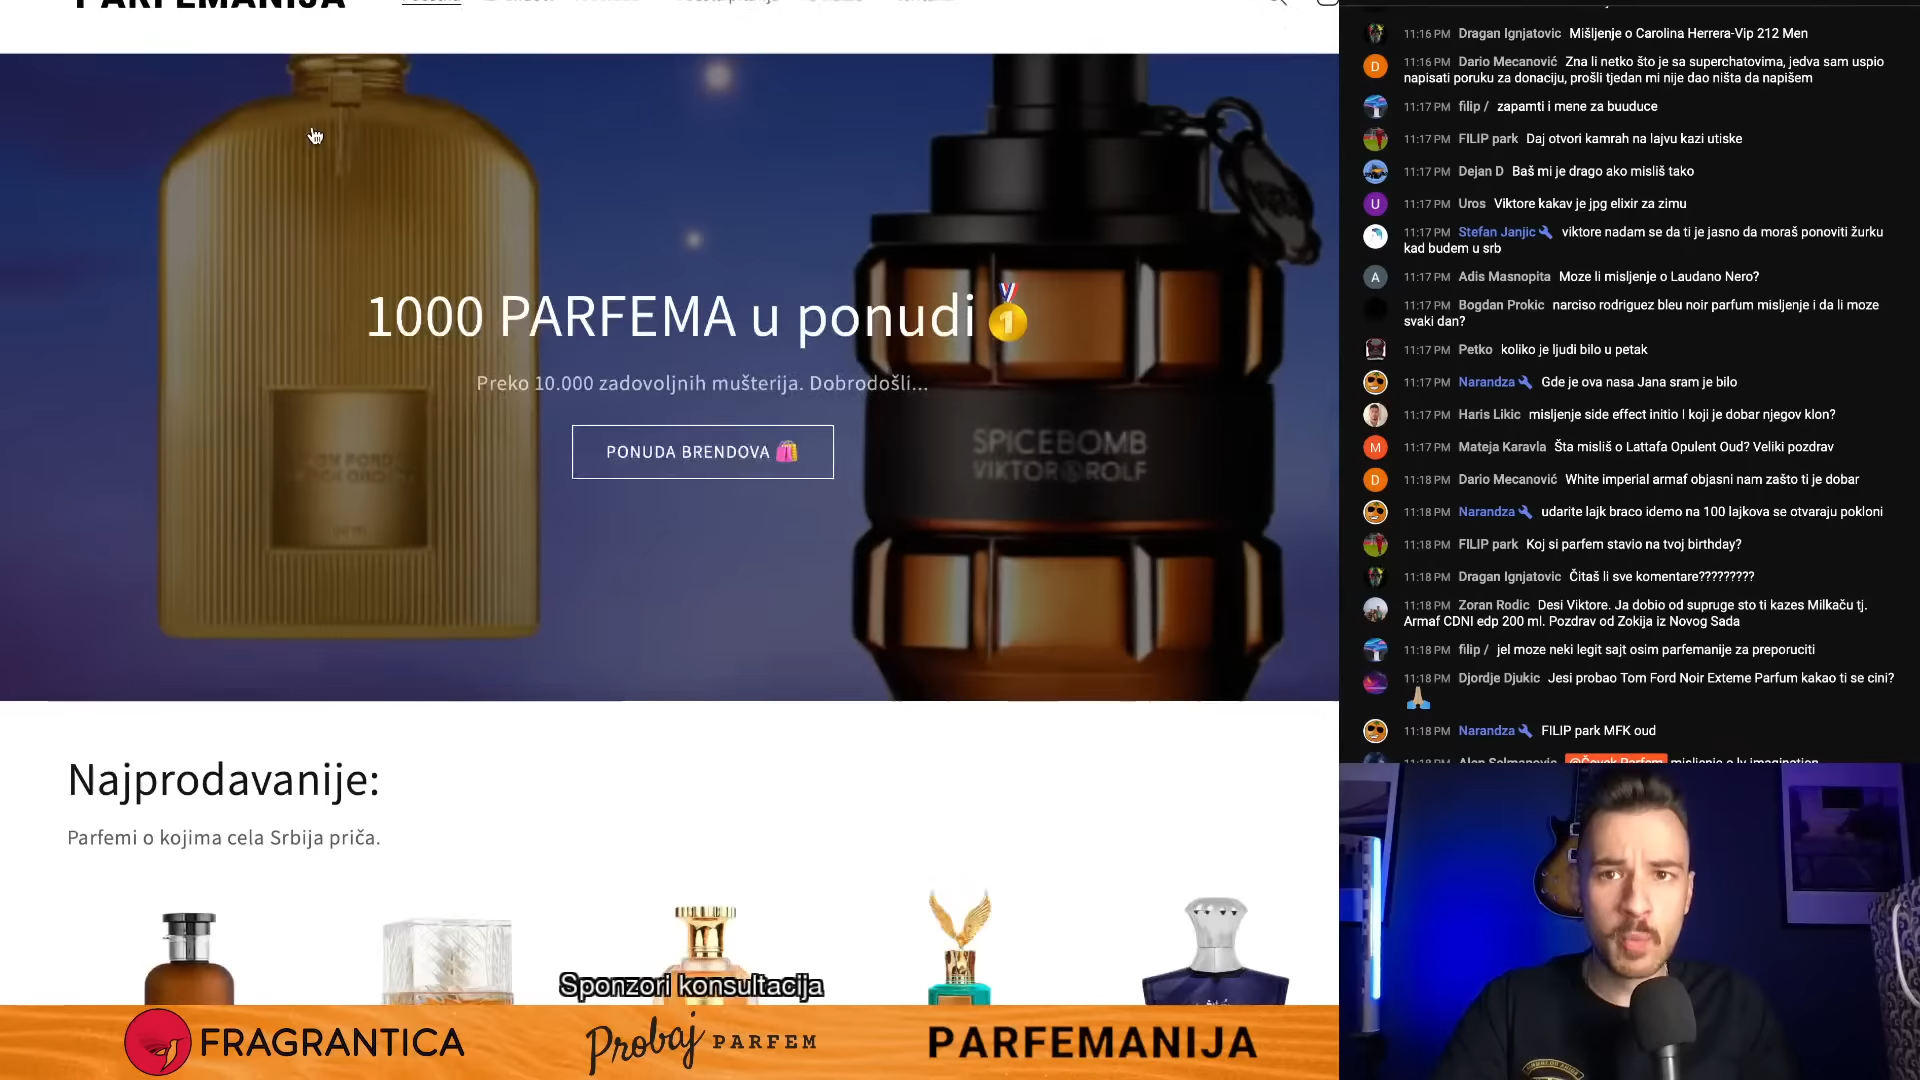 PARFEMANIJA
1000 PARFEMA u ponudi🥇
Preko 10.000 zadovoljnih mušterija. Dobrodošli...
PONUDA BRENDOVA 🛍️
SPICEBOMB
VIKTOR&ROLF
Najprodavanije:
Parfemi o kojima cela Srbija priča.
Sponzori konsultacija
FRAGRANTICA
Probaj PARFEM
PARFEMANIJA
11:16 PM Dragan Ignjatovic Mišljenje o Carolina Herrera-Vip 212 Men
D
11:16 PM Dario Mecanović Zna li netko što je sa superchatovima, jedva sam uspio
napisati poruku za donaciju, prošli tjedan mi nije dao ništa da napišem
11:17 PM filip / zapamti i mene za buuduce
11:17 PM FILIP park Daj otvori kamrah na lajvu kazi utiske
11:17 PM Dejan D Baš mi je drago ako misliš tako
U
11:17 PM Uros Viktore kakav je jpg elixir za zimu
11:17 PM Stefan Janjic viktore nadam se da ti je jasno da moraš ponoviti žurku
kad budem u srb
A
11:17 PM Adis Masnopita Moze li misljenje o Laudano Nero?
11:17 PM Bogdan Prokic narciso rodriguez bleu noir parfum misljenje i da li moze
svaki dan?
11:17 PM Petko koliko je ljudi bilo u petak
11:17 PM Narandza Gde je ova nasa Jana sram je bilo
11:17 PM Haris Likic misljenje side effect initio I koji je dobar njegov klon?
M
11:17 PM Mateja Karavla Šta misliš o Lattafa Opulent Oud? Veliki pozdrav
D
11:18 PM Dario Mecanović White imperial armaf objasni nam zašto ti je dobar
11:18 PM Narandza udarite lajk braco idemo na 100 lajkova se otvaraju pokloni
11:18 PM FILIP park Koj si parfem stavio na tvoj birthday?
11:18 PM Dragan Ignjatovic Čitaš li sve komentare?????????
11:18 PM Zoran Rodic Desi Viktore. Ja dobio od supruge sto ti kazes Milkaču tj.
Armaf CDNI edp 200 ml. Pozdrav od Zokija iz Novog Sada
11:18 PM filip / jel moze neki legit sajt osim parfemanije za preporuciti
11:18 PM Djordje Djukic Jesi probao Tom Ford Noir Exteme Parfum kakao ti se cini?
🙏🏽
11:18 PM Narandza FILIP park MFK oud